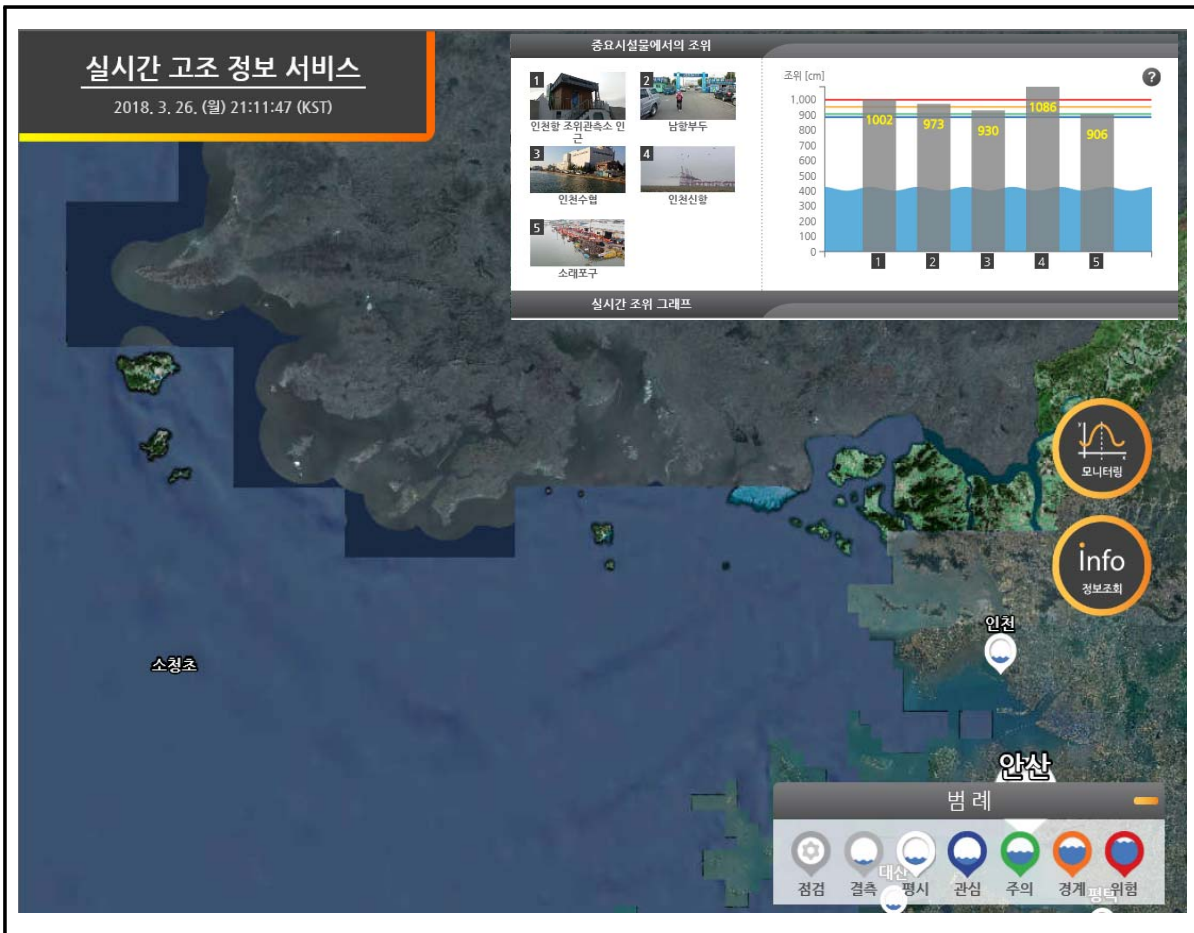 실시간 고조 정보 서비스
2018. 3. 26. (월) 21:11:47 (KST)
중요시설물에서의 조위
1
인천항 조위관측소 인
근
2
남항부두
3
인천수협
4
인천신항
5
소래포구
조위 [cm]
?
1,000
900
800
700
600
500
400
300
200
100
0
1002
973
930
1086
906
1
2
3
4
5
실시간 조위 그래프
모니터링
info
정보조회
인천
소청초
안산
범 례
대산
평택
점검
결측
평시
관심
주의
경계
위험